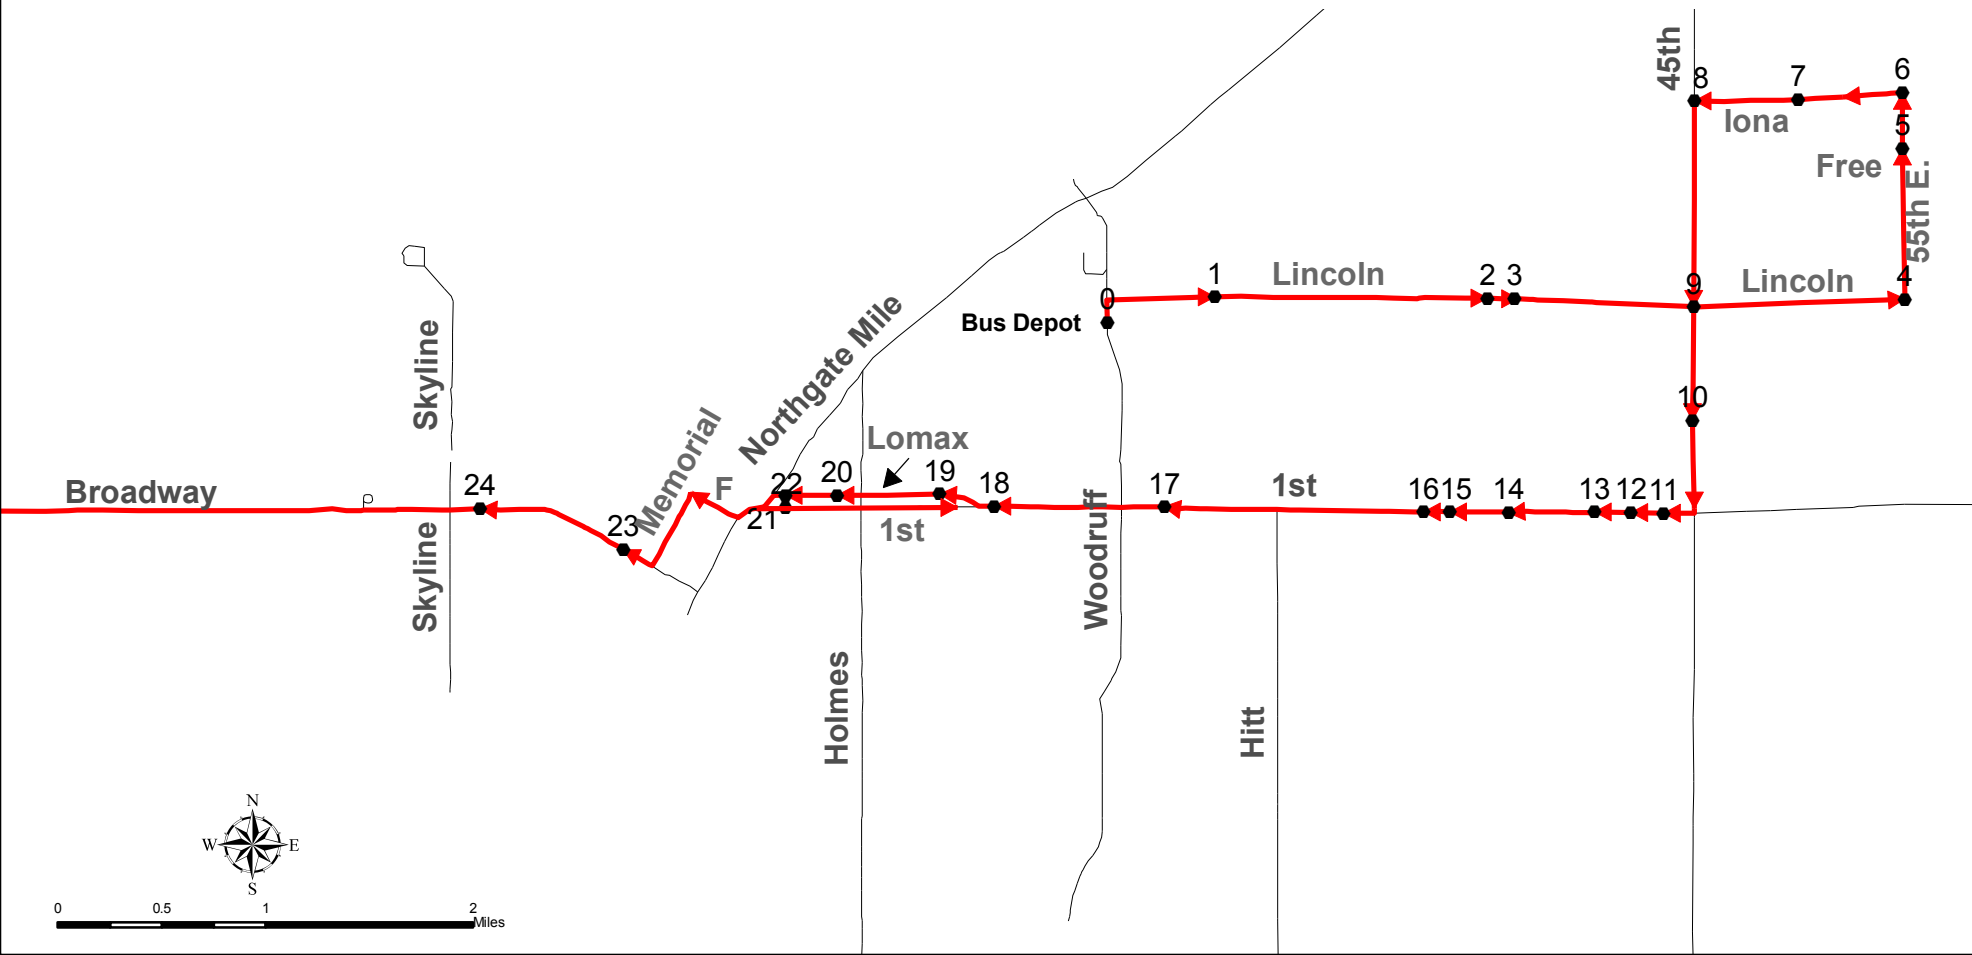 45th
8
7
6
Iona
5
Free
55th E.
0
1
Lincoln
2
3
9
Lincoln
4
Bus Depot
Skyline
Northgate Mile
Memorial
10
Lomax
Broadway
24
F
22
20
19
18
17
1st
16
15
14
13
12
11
23
21
1st
Skyline
Woodruff
Holmes
Hitt
N
W
E
S
0
0.5
1
2
Miles